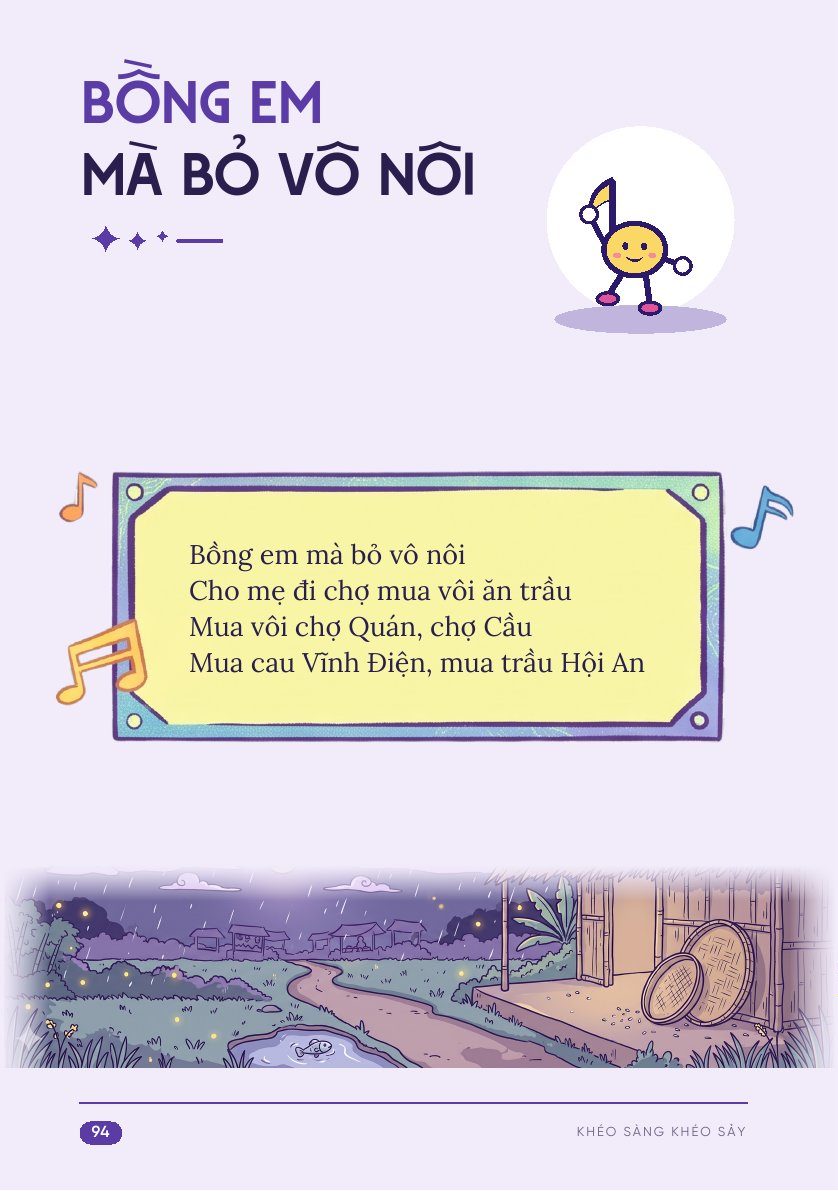 BỒNG EM
MÀ BỎ VÔ NÔI
Bồng em mà bỏ vô nôi
Cho mẹ đi chợ mua vôi ăn trầu
Mua vôi chợ Quán, chợ Cầu
Mua cau Vĩnh Điện, mua trầu Hội An
94
KHÉO SÀNG KHÉO SẢY